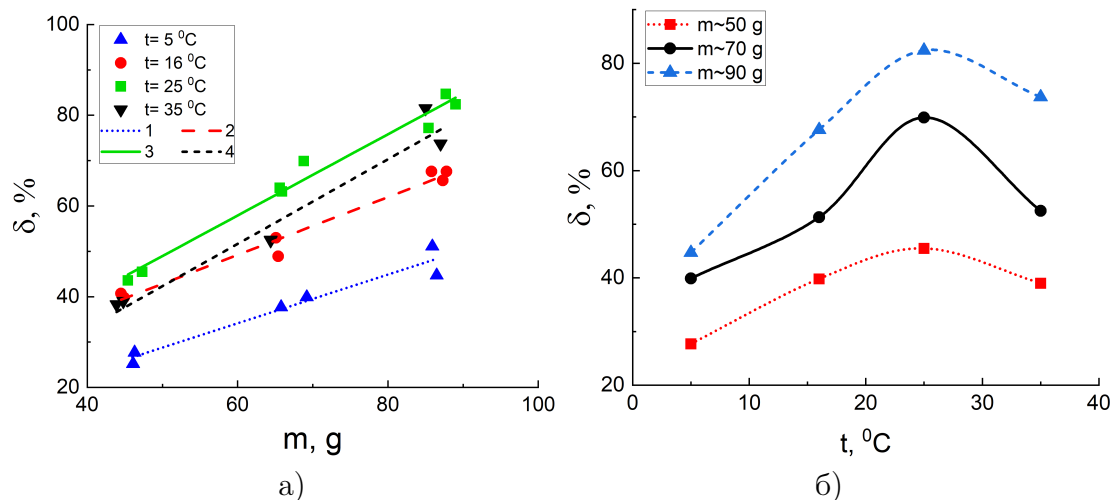 100
80
60
40
20
δ, %
t= 5 ⁰C
t= 16 ⁰C
t= 25 ⁰C
t= 35 ⁰C
1 2
3 4
40 60 80 100
m, g
а)
80
60
40
20
δ, %
m~50 g
m~70 g
m~90 g
0 10 20 30 40
t, ⁰C
б)